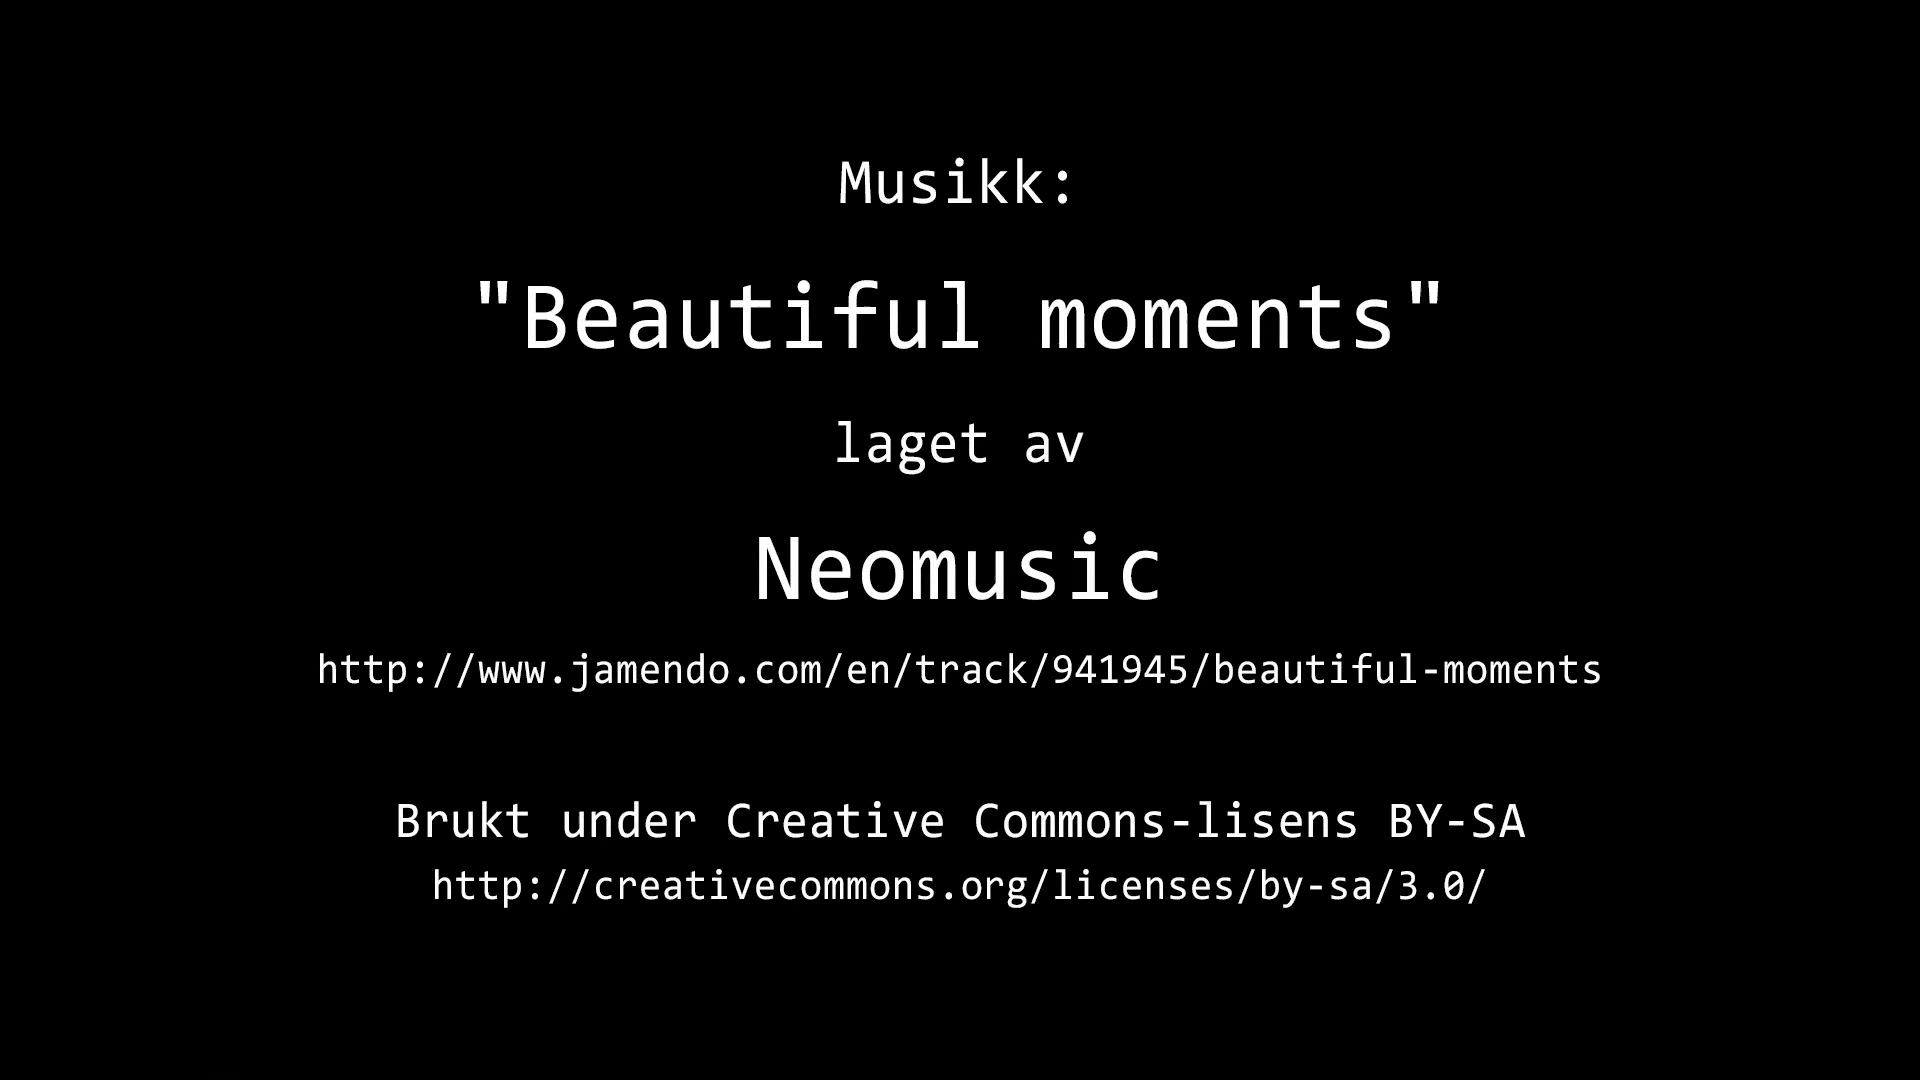 Musikk:
"Beautiful moments"
laget av
Neomusic
http://www.jamendo.com/en/track/941945/beautiful-moments
Brukt under Creative Commons-lisens BY-SA
http://creativecommons.org/licenses/by-sa/3.0/